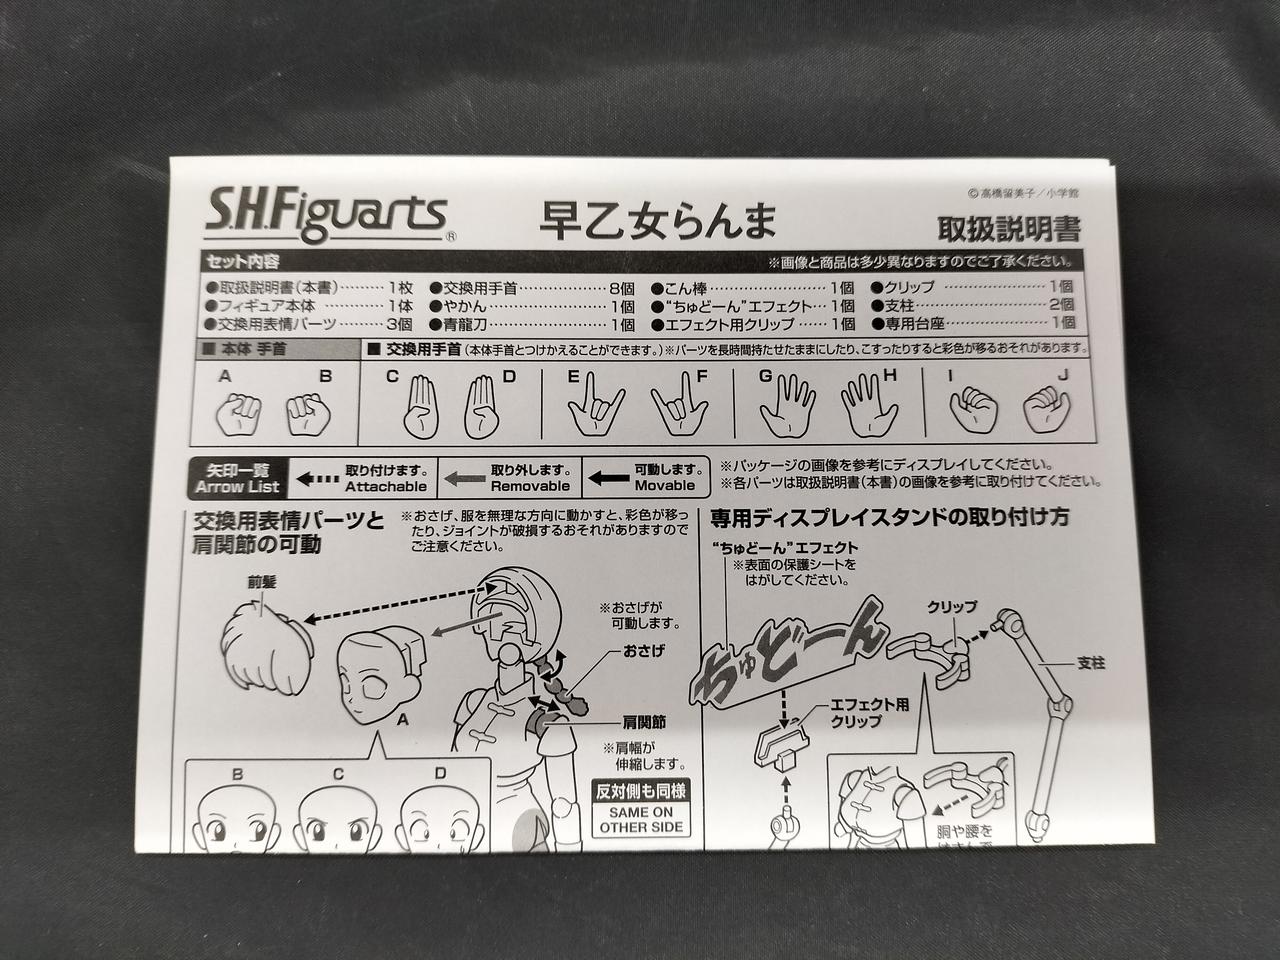 S.H.Figuarts®
早乙女らんま
©高橋留美子／小学館
取扱説明書
セット内容
※画像と商品は多少異なりますのでご了承ください。
●取扱説明書(本書)………1枚
●フィギュア本体…………1体
●交換用表情パーツ………3個
●交換用手首………………8個
●やかん……………………1個
●青龍刀……………………1個
●こん棒……………………1個
●“ちゅどーん”エフェクト…1個
●エフェクト用クリップ……1個
●クリップ…………………1個
●支柱………………………2個
●専用台座…………………1個
■ 本体 手首
■ 交換用手首(本体手首とつけかえることができます。)※パーツを長時間持たせたままにしたり、こすったりすると彩色が移るおそれがあります。
A B C D E F G H I J
矢印一覧
Arrow List
取り付けます。
Attachable
取り外します。
Removable
可動します。
Movable
※パッケージの画像を参考にディスプレイしてください。
※各パーツは取扱説明書(本書)の画像を参考に取り付けてください。
交換用表情パーツと
肩関節の可動
※おさげ、服を無理な方向に動かすと、彩色が移っ
たり、ジョイントが破損するおそれがありますので
ご注意ください。
前髪
※おさげが
可動します。
おさげ
A
肩関節
※肩幅が
伸縮します。
反対側も同様
SAME ON
OTHER SIDE
B C D
専用ディスプレイスタンドの取り付け方
“ちゅどーん”エフェクト
※表面の保護シートを
はがしてください。
クリップ
ちゅどーん
支柱
エフェクト用
クリップ
胴や腰を